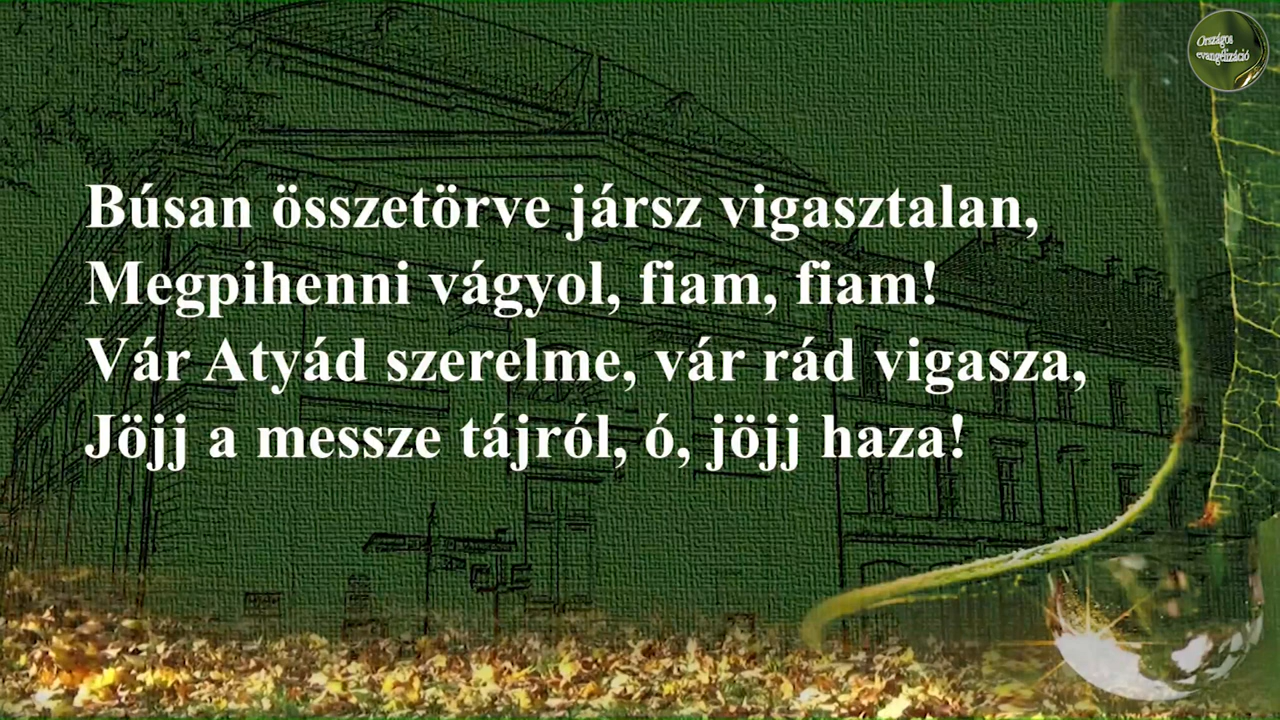 Országos
evangélizáció
Búsan összetörve jársz vigasztalan,
Megpihenni vágyol, fiam, fiam!
Vár Atyád szerelme, vár rád vigasza,
Jöjj a messze tájról, ó, jöjj haza!